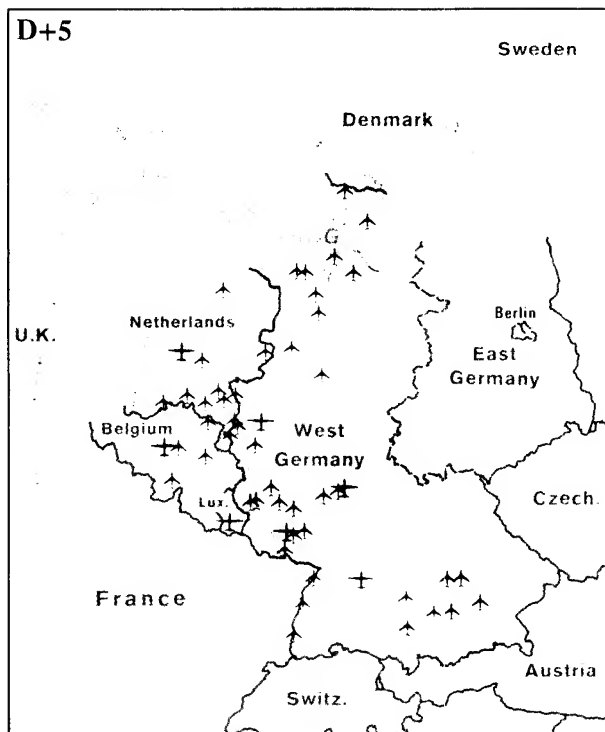 D+5
Sweden
Denmark
G
Netherlands
U.K.
Berlin
East
Germany
Belgium
West
Germany
Lux.
Czech.
France
Austria
Switz.